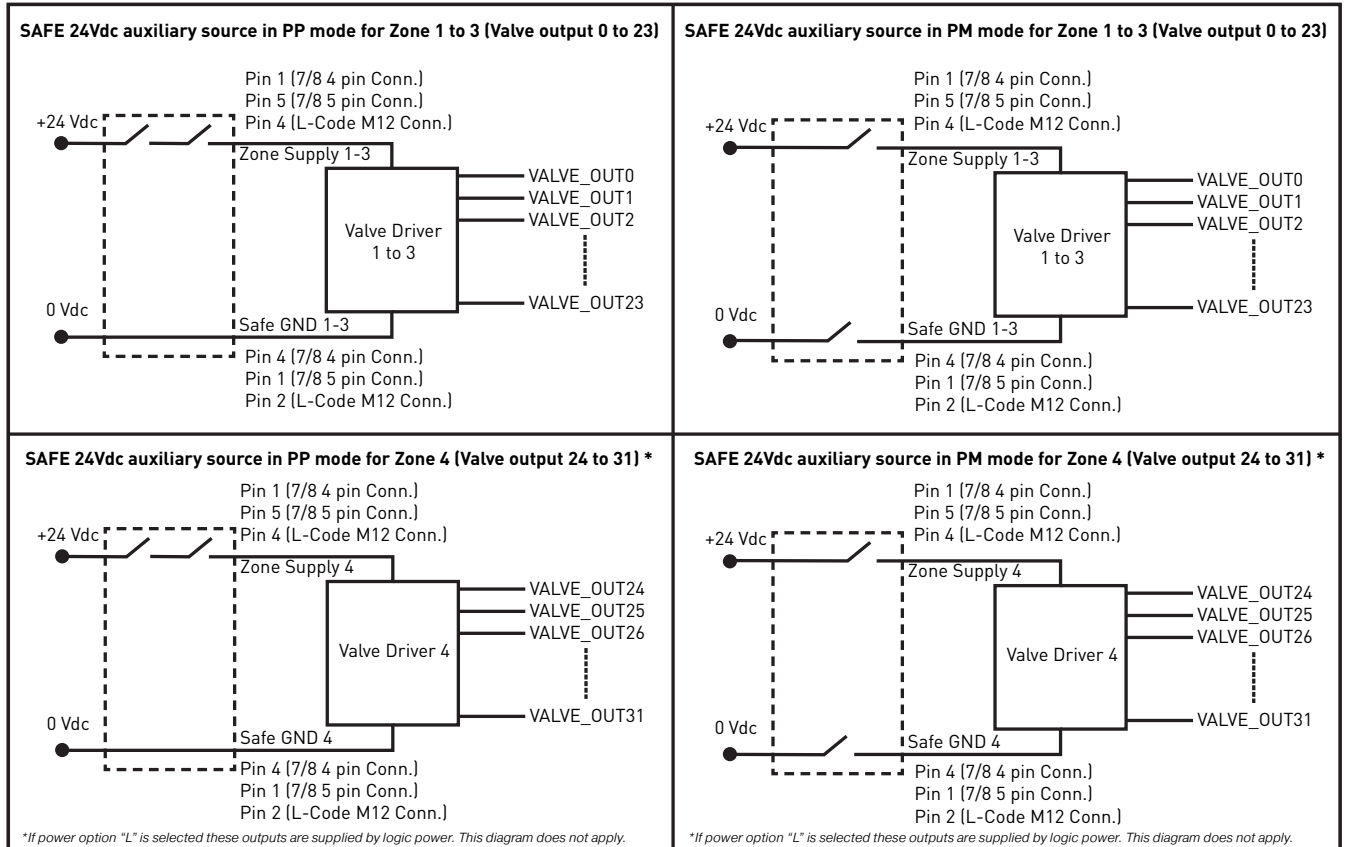 SAFE 24Vdc auxiliary source in PP mode for Zone 1 to 3 (Valve output 0 to 23)
Pin 1 (7/8 4 pin Conn.)
Pin 5 (7/8 5 pin Conn.)
+24 Vdc
Pin 4 (L-Code M12 Conn.)
Zone Supply 1-3
VALVE_OUT0
VALVE_OUT1
VALVE_OUT2
Valve Driver
1 to 3
VALVE_OUT23
0 Vdc
Safe GND 1-3
Pin 4 (7/8 4 pin Conn.)
Pin 1 (7/8 5 pin Conn.)
Pin 2 (L-Code M12 Conn.)
SAFE 24Vdc auxiliary source in PM mode for Zone 1 to 3 (Valve output 0 to 23)
Pin 1 (7/8 4 pin Conn.)
Pin 5 (7/8 5 pin Conn.)
+24 Vdc
Pin 4 (L-Code M12 Conn.)
Zone Supply 1-3
VALVE_OUT0
VALVE_OUT1
VALVE_OUT2
Valve Driver
1 to 3
VALVE_OUT23
0 Vdc
Safe GND 1-3
Pin 4 (7/8 4 pin Conn.)
Pin 1 (7/8 5 pin Conn.)
Pin 2 (L-Code M12 Conn.)
SAFE 24Vdc auxiliary source in PP mode for Zone 4 (Valve output 24 to 31) *
Pin 1 (7/8 4 pin Conn.)
Pin 5 (7/8 5 pin Conn.)
+24 Vdc
Pin 4 (L-Code M12 Conn.)
Zone Supply 4
VALVE_OUT24
VALVE_OUT25
VALVE_OUT26
Valve Driver 4
VALVE_OUT31
0 Vdc
Safe GND 4
Pin 4 (7/8 4 pin Conn.)
Pin 1 (7/8 5 pin Conn.)
Pin 2 (L-Code M12 Conn.)
*If power option "L" is selected these outputs are supplied by logic power. This diagram does not apply.
SAFE 24Vdc auxiliary source in PM mode for Zone 4 (Valve output 24 to 31) *
Pin 1 (7/8 4 pin Conn.)
Pin 5 (7/8 5 pin Conn.)
+24 Vdc
Pin 4 (L-Code M12 Conn.)
Zone Supply 4
VALVE_OUT24
VALVE_OUT25
VALVE_OUT26
Valve Driver 4
VALVE_OUT31
0 Vdc
Safe GND 4
Pin 4 (7/8 4 pin Conn.)
Pin 1 (7/8 5 pin Conn.)
Pin 2 (L-Code M12 Conn.)
*If power option "L" is selected these outputs are supplied by logic power. This diagram does not apply.